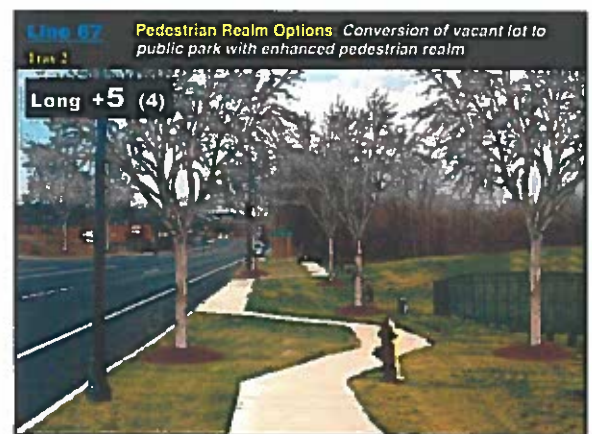 Line 67
Pedestrian Realm Options Conversion of vacant lot to
public park with enhanced pedestrian realm
Long +5 (4)